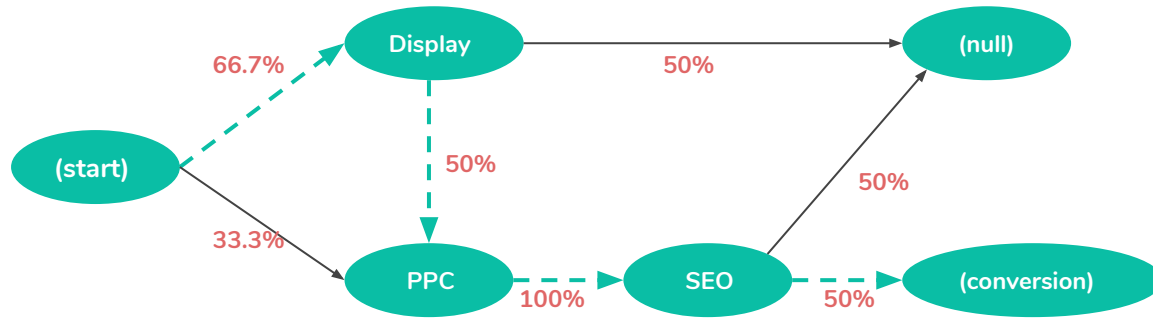 Display
(null)
66.7%
50%
(start)
50%
50%
33.3%
PPC
SEO
(conversion)
100%
50%